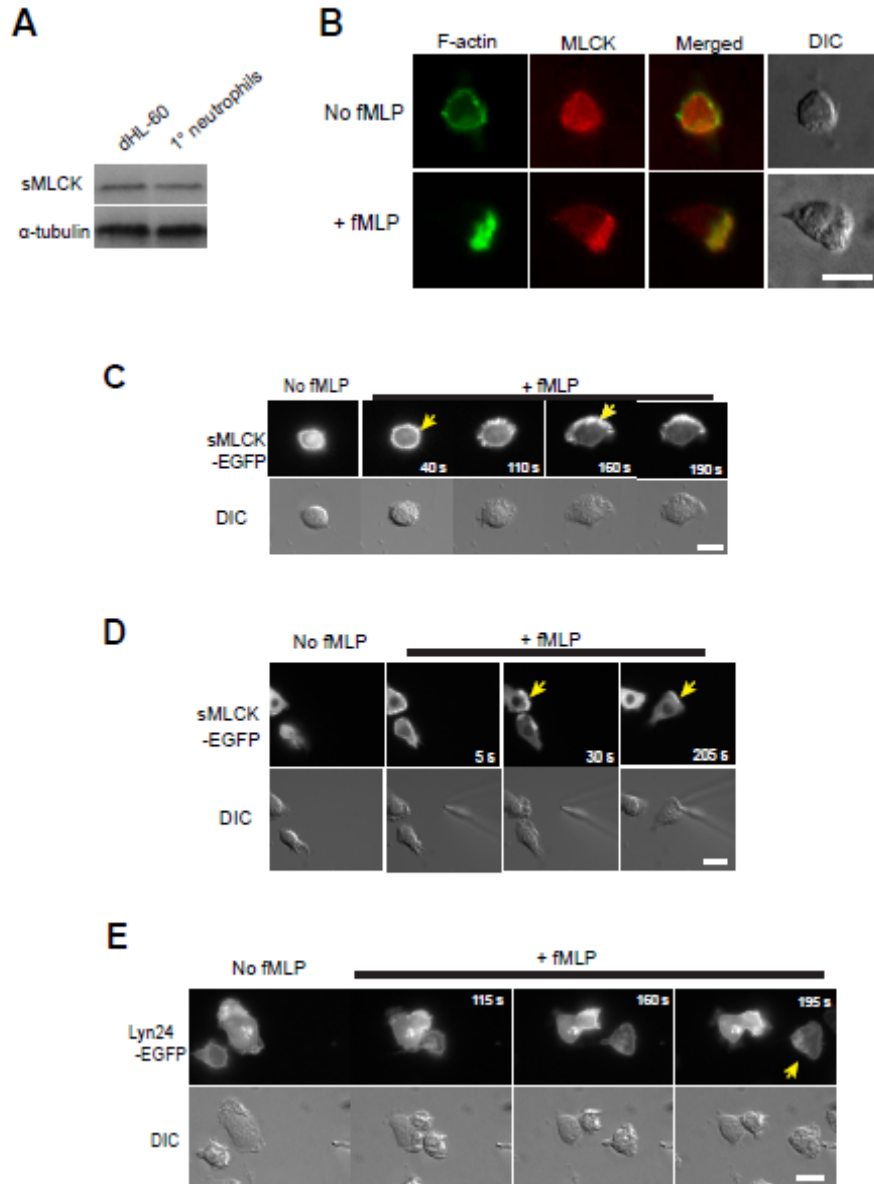 A
dHL-60
1° neutrophils
sMLCK
α-tubulin
B
F-actin MLCK Merged DIC
No fMLP
+ fMLP
C
No fMLP + fMLP
sMLCK
-EGFP
40 s 110 s 160 s 190 s
DIC
D
No fMLP + fMLP
sMLCK
-EGFP
5 s 30 s 205 s
DIC
E
No fMLP + fMLP
115 s 160 s 195 s
Lyn24
-EGFP
DIC